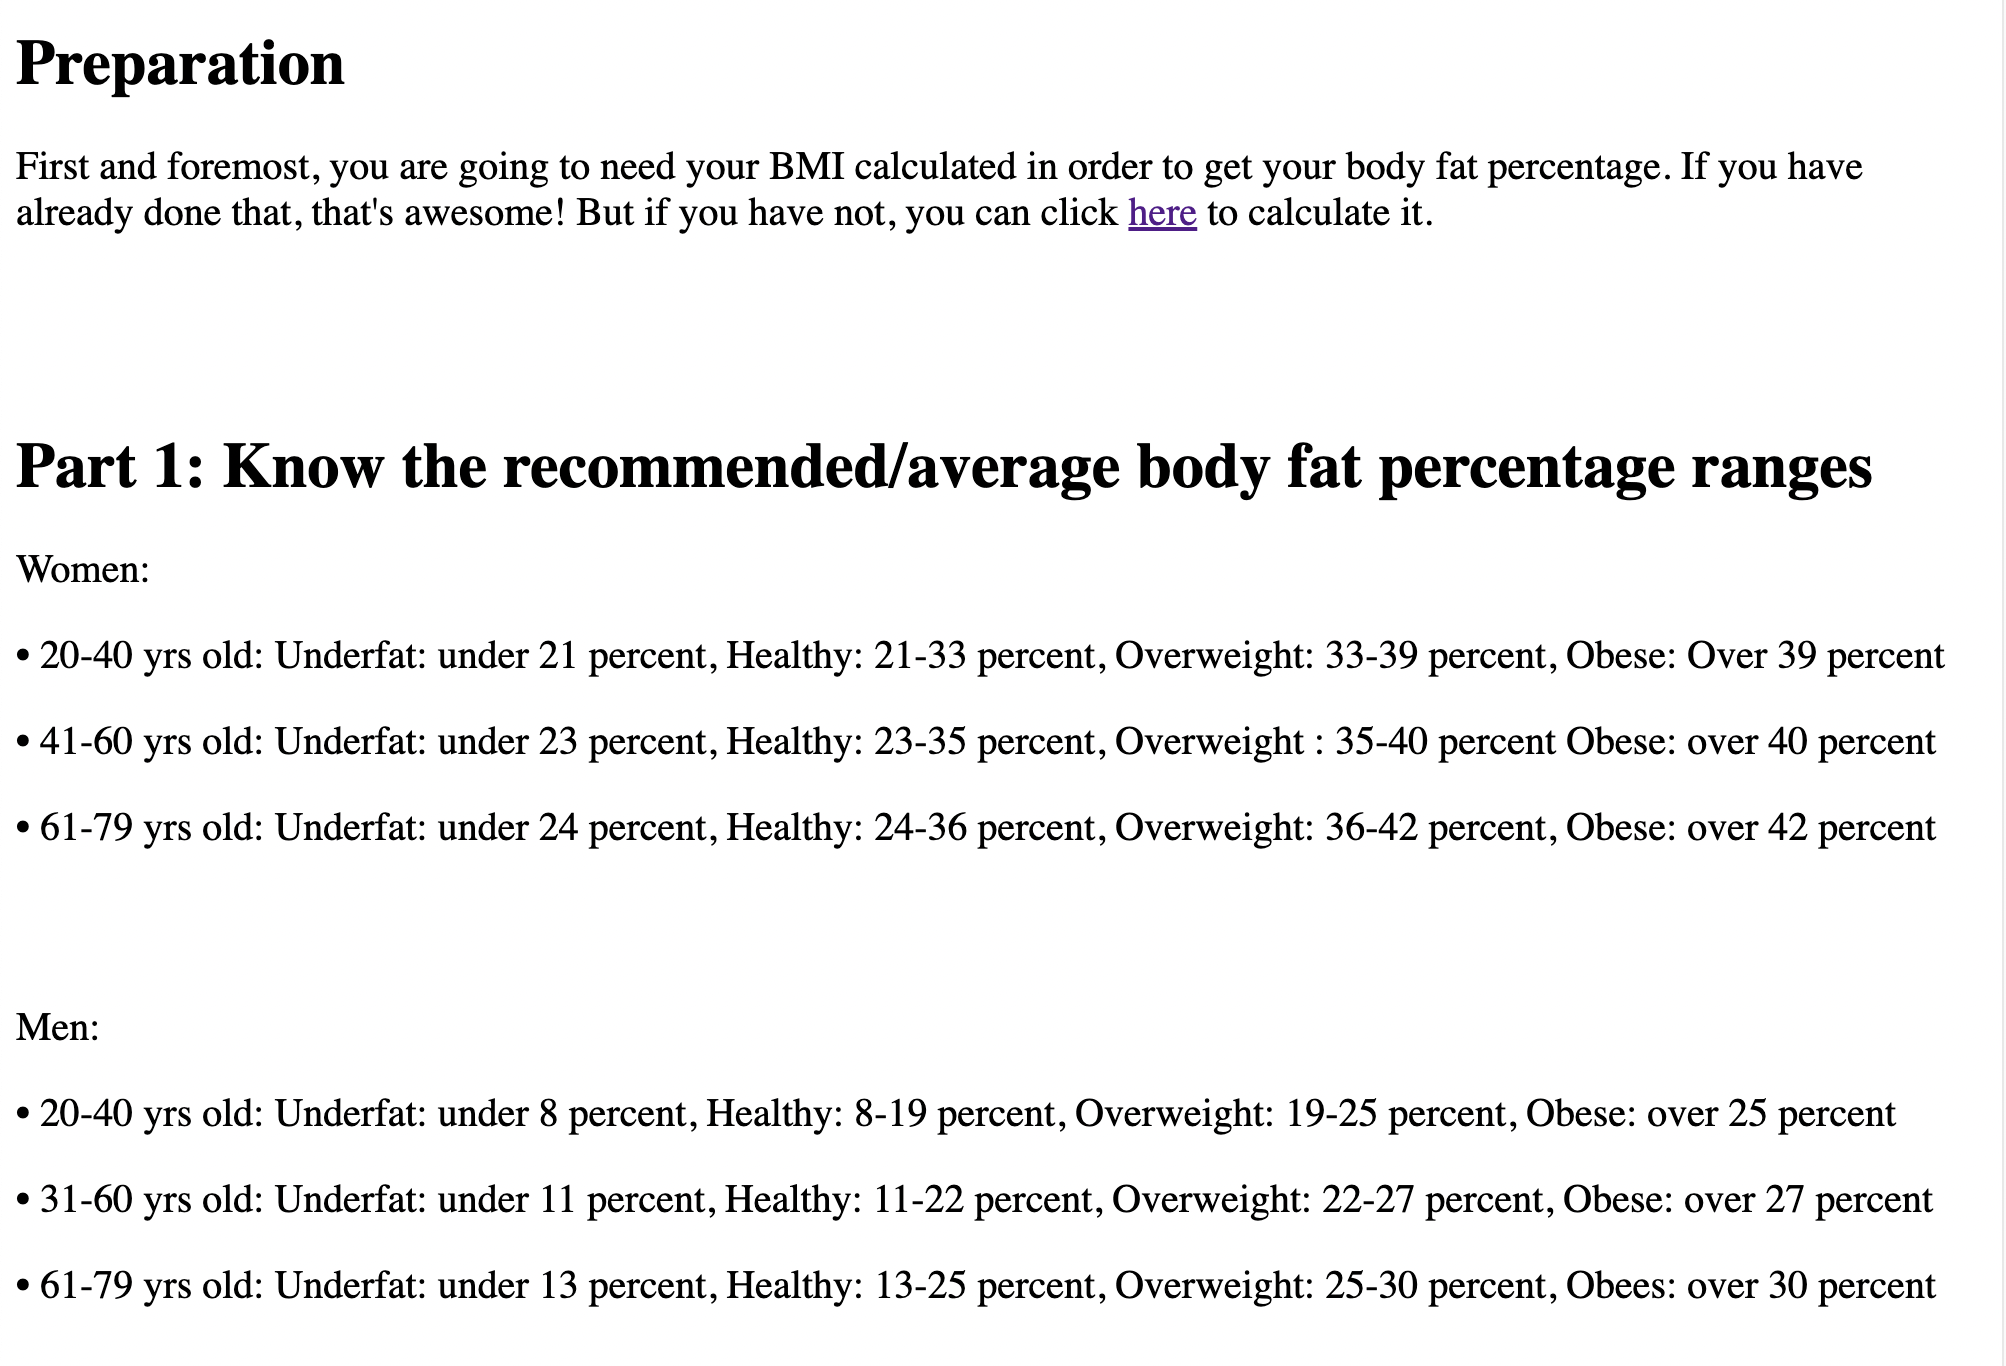 Preparation
First and foremost, you are going to need your BMI calculated in order to get your body fat percentage. If you have
already done that, that's awesome! But if you have not, you can click here to calculate it.
Part 1: Know the recommended/average body fat percentage ranges
Women:
• 20-40 yrs old: Underfat: under 21 percent, Healthy: 21-33 percent, Overweight: 33-39 percent, Obese: Over 39 percent
• 41-60 yrs old: Underfat: under 23 percent, Healthy: 23-35 percent, Overweight : 35-40 percent Obese: over 40 percent
• 61-79 yrs old: Underfat: under 24 percent, Healthy: 24-36 percent, Overweight: 36-42 percent, Obese: over 42 percent
Men:
• 20-40 yrs old: Underfat: under 8 percent, Healthy: 8-19 percent, Overweight: 19-25 percent, Obese: over 25 percent
• 31-60 yrs old: Underfat: under 11 percent, Healthy: 11-22 percent, Overweight: 22-27 percent, Obese: over 27 percent
• 61-79 yrs old: Underfat: under 13 percent, Healthy: 13-25 percent, Overweight: 25-30 percent, Obees: over 30 percent